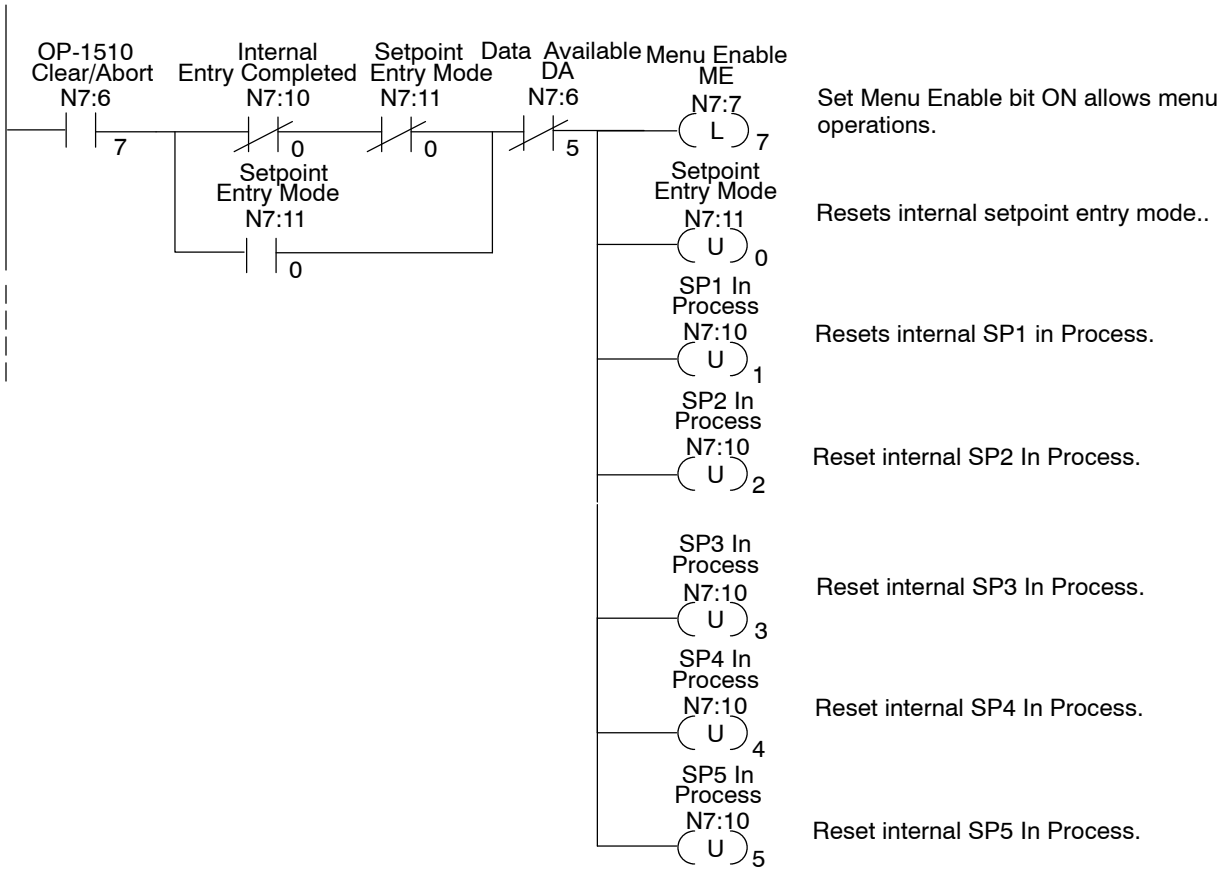 OP-1510
Clear/Abort
N7:6
7
Internal
Entry Completed
N7:10
0
Setpoint
Entry Mode
N7:11
0
Data Available
DA
N7:6
5
Menu Enable
ME
N7:7
L
7
Set Menu Enable bit ON allows menu
operations.
Setpoint
Entry Mode
N7:11
0
Setpoint
Entry Mode
N7:11
U
0
Resets internal setpoint entry mode..
SP1 In
Process
N7:10
U
1
Resets internal SP1 in Process.
SP2 In
Process
N7:10
U
2
Reset internal SP2 In Process.
SP3 In
Process
N7:10
U
3
Reset internal SP3 In Process.
SP4 In
Process
N7:10
U
4
Reset internal SP4 In Process.
SP5 In
Process
N7:10
U
5
Reset internal SP5 In Process.